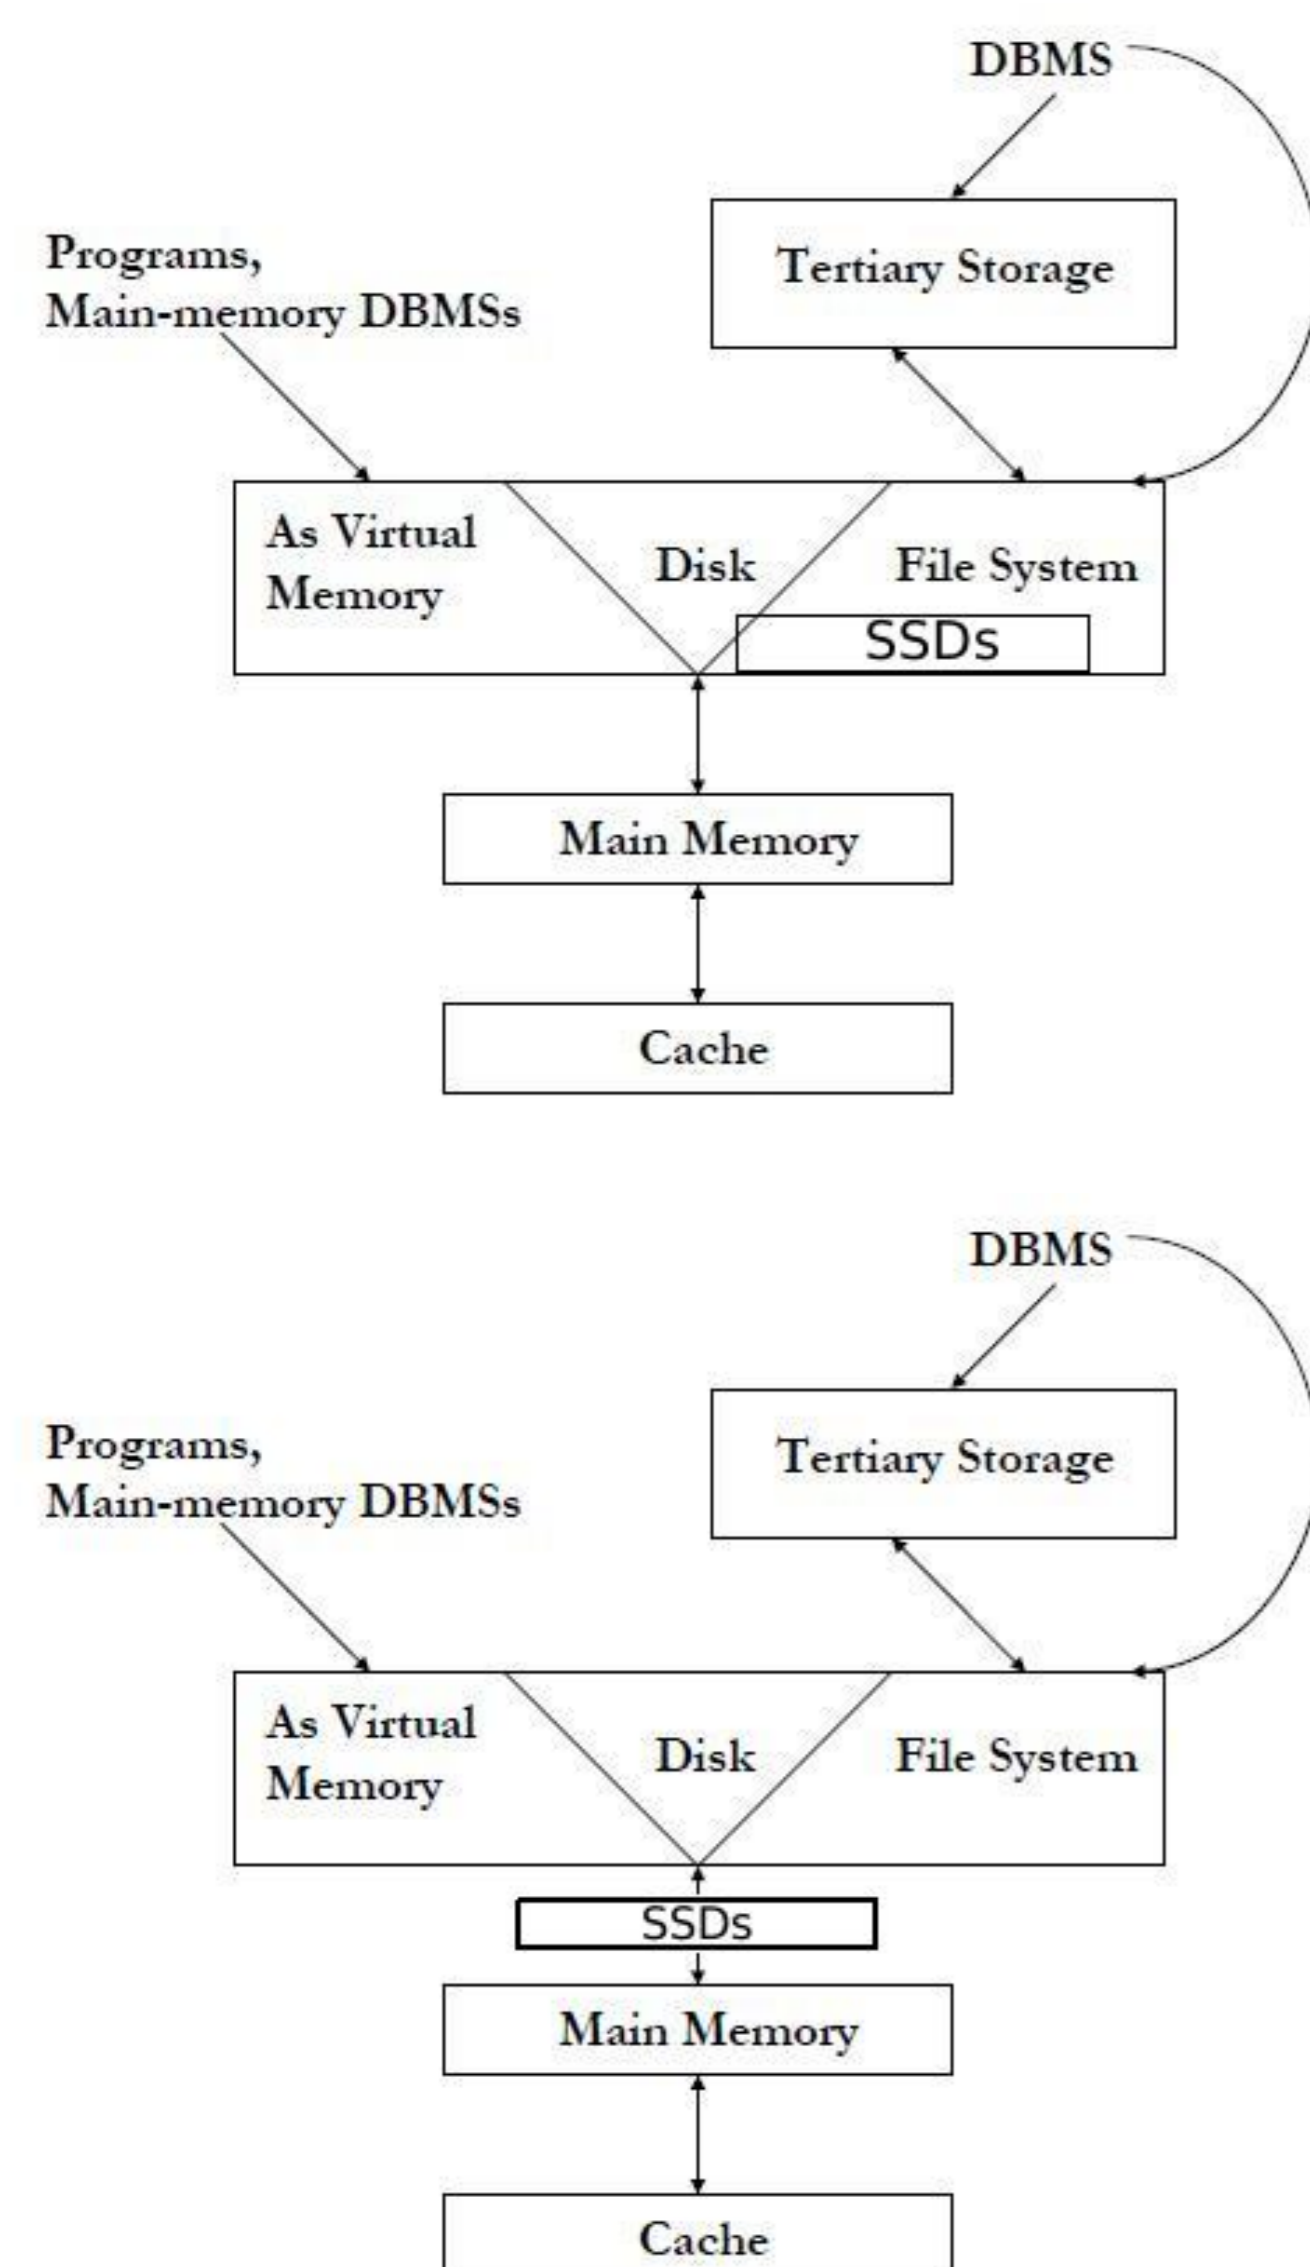 DBMS
Tertiary Storage
Programs,
Main-memory DBMSs
As Virtual
Memory
Disk
File System
SSDs
Main Memory
Cache
DBMS
Tertiary Storage
Programs,
Main-memory DBMSs
As Virtual
Memory
Disk
File System
SSDs
Main Memory
Cache